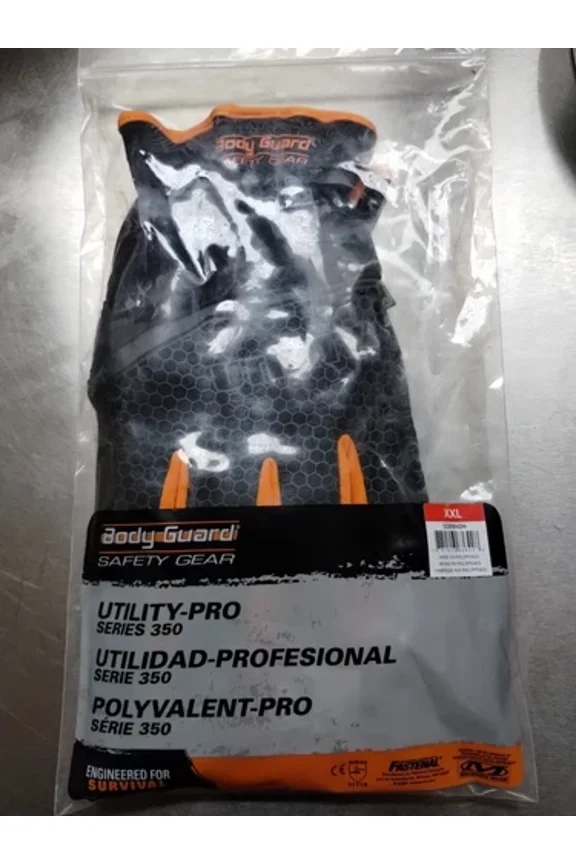 Body Guard
SAFETY GEAR
XXL
Body Guard
SAFETY GEAR
UTILITY-PRO
SERIES 350
UTILIDAD-PROFESIONAL
SERIE 350
POLYVALENT-PRO
SÉRIE 350
ENGINEERED FOR
SURVIVAL
CE
FASTENAL